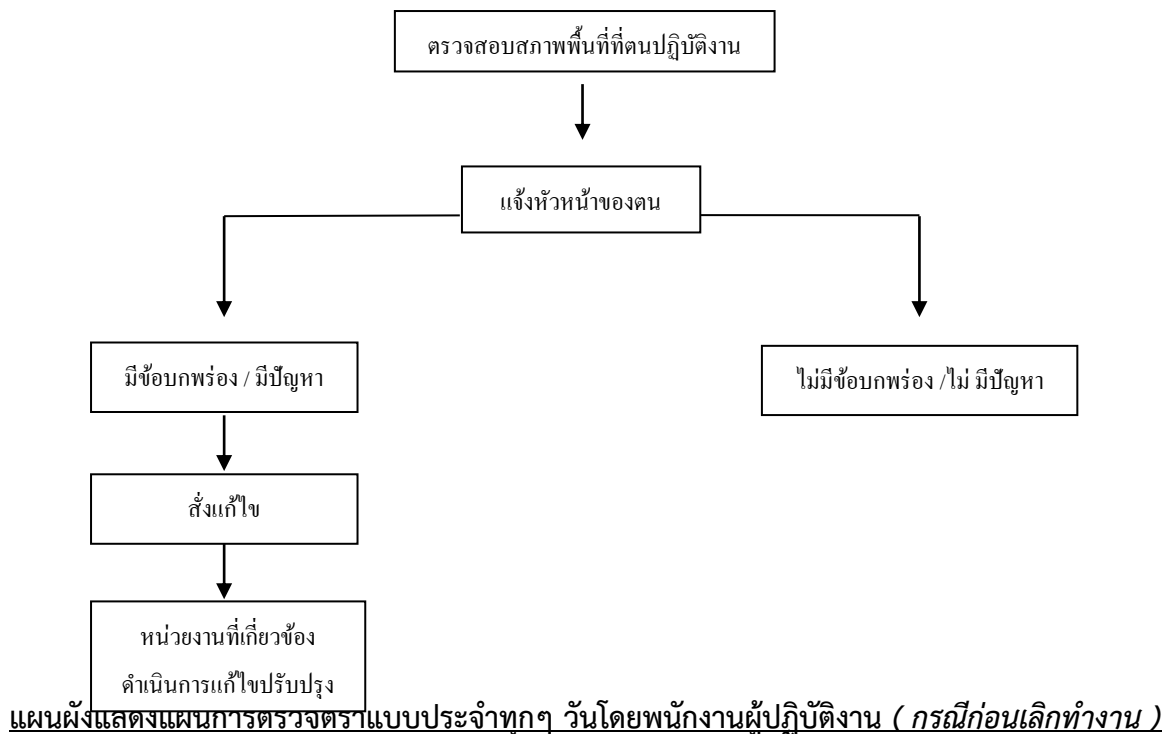 ตรวจสอบสภาพพื้นที่ที่ตนปฏิบัติงาน
แจ้งหัวหน้าของตน
มีข้อบกพร่อง / มีปัญหา
ไม่มีข้อบกพร่อง /ไม่ มีปัญหา
สั่งแก้ไข
หน่วยงานที่เกี่ยวข้อง
ดำเนินการแก้ไขปรับปรุง
แผนผังแสดงแผนการตรวจตราแบบประจำทุกๆ วันโดยพนักงานผู้ปฏิบัติงาน ( กรณีก่อนเลิกทำงาน )